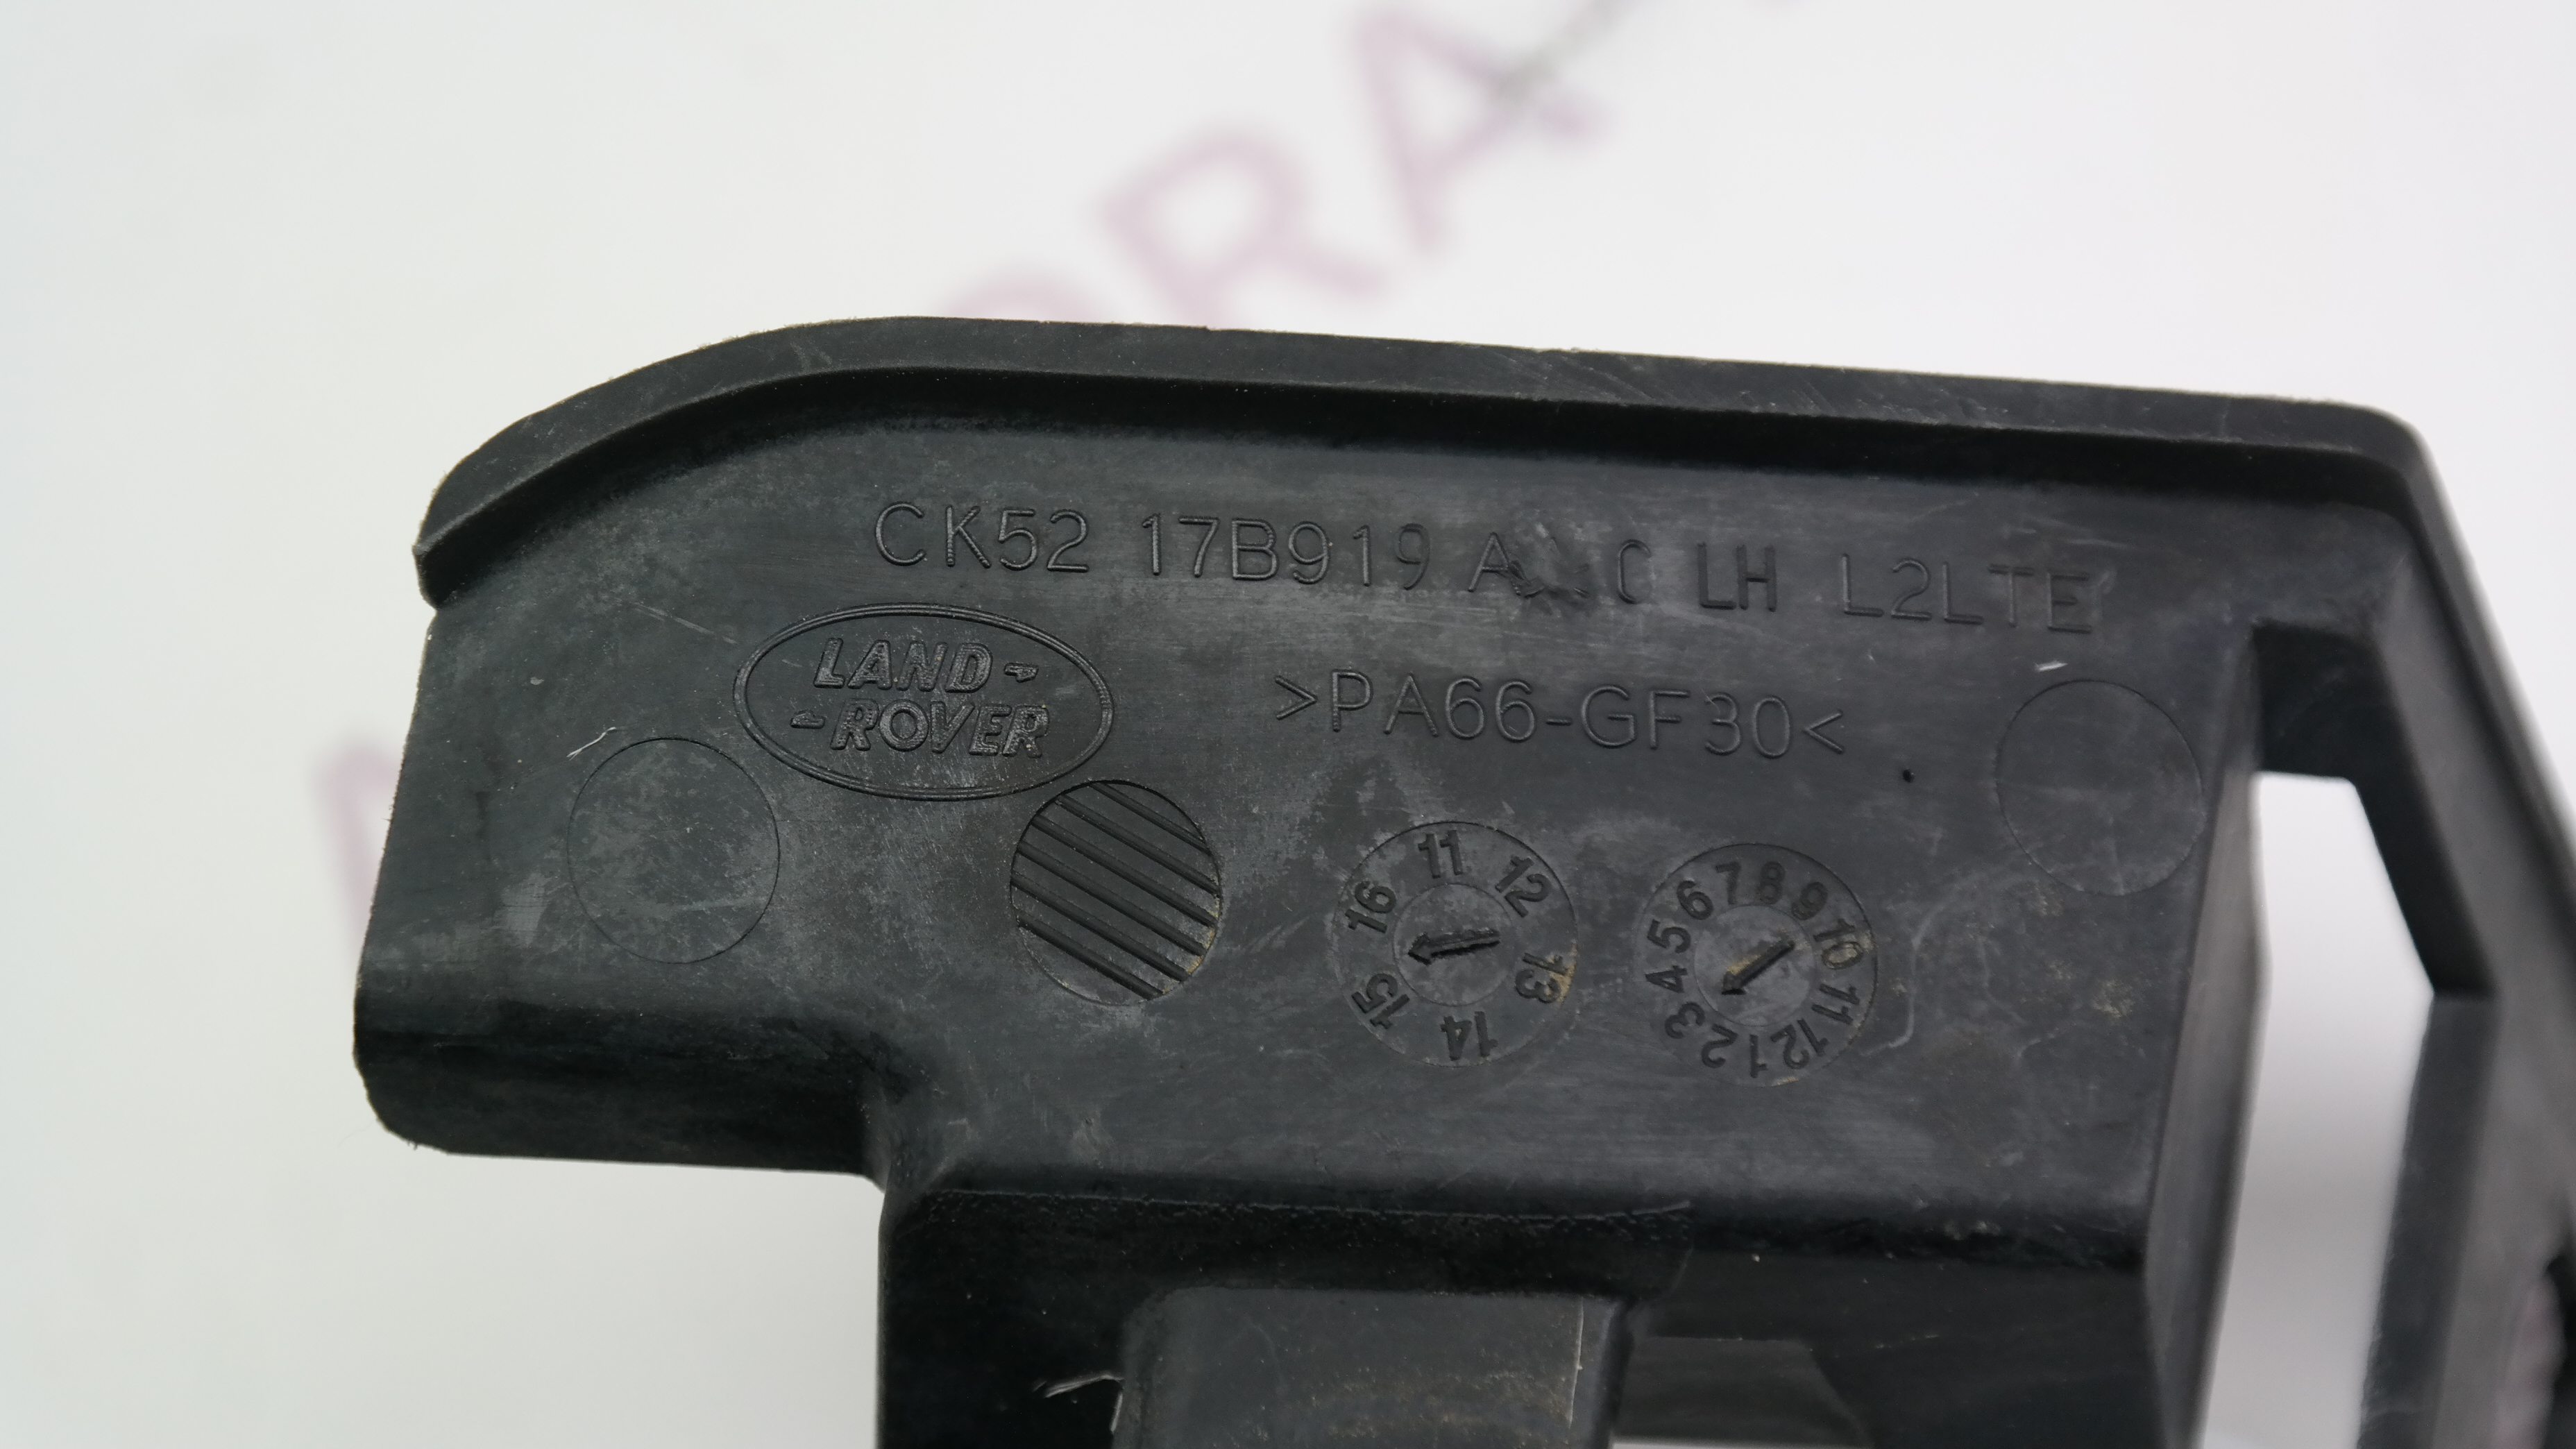 CK52 17B919 A C LH L2LTE
LAND-
-ROVER
>PA66-GF30<
11 12 13 14 15 16
1 2 3 4 5 6 7 8 9 10 11 12